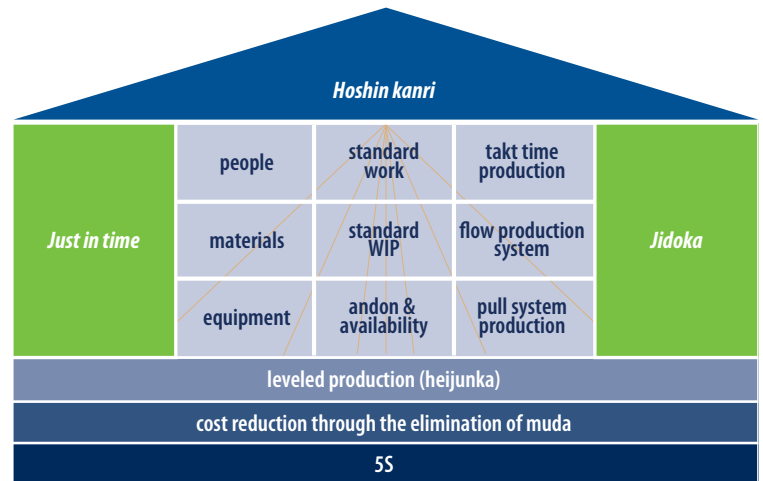 Hoshin kanri
Just in time
people
standard
work
takt time
production
materials
standard
WIP
flow production
system
equipment
andon &
availability
pull system
production
Jidoka
leveled production (heijunka)
cost reduction through the elimination of muda
5S